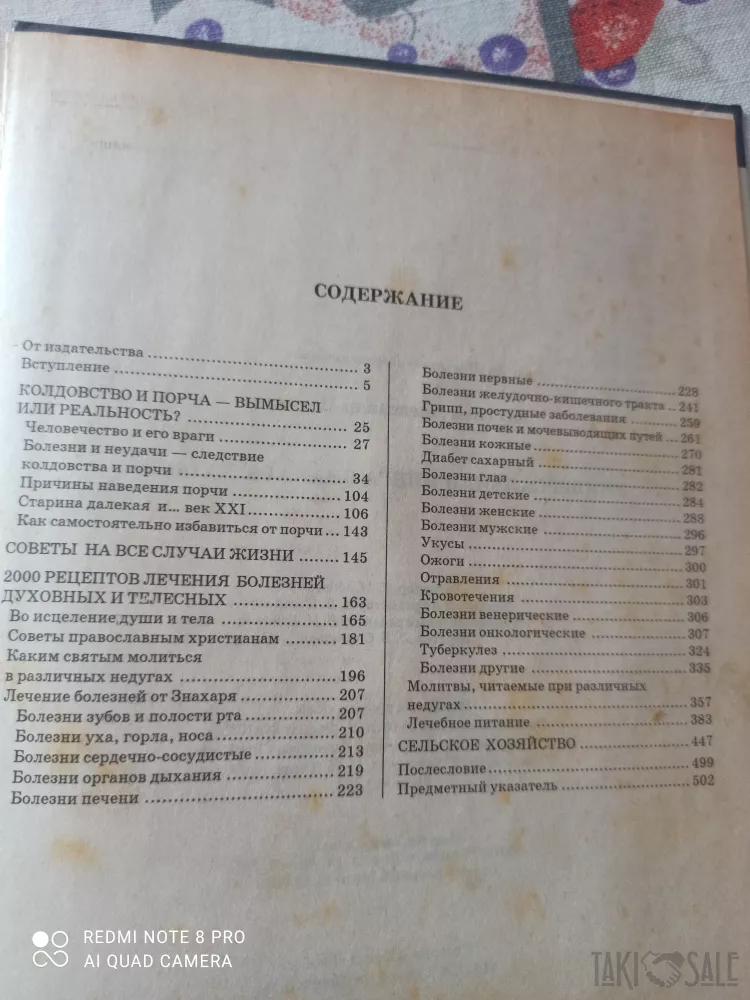 СОДЕРЖАНИЕ
От издательства ..... 3
Вступление ..... 5
КОЛДОВСТВО И ПОРЧА — ВЫМЫСЕЛ
ИЛИ РЕАЛЬНОСТЬ? ..... 25
Человечество и его враги ..... 27
Болезни и неудачи — следствие
колдовства и порчи ..... 34
Причины наведения порчи ..... 104
Старина далекая и... век XXI ..... 106
Как самостоятельно избавиться от порчи ... 143
СОВЕТЫ НА ВСЕ СЛУЧАИ ЖИЗНИ ..... 145
2000 РЕЦЕПТОВ ЛЕЧЕНИЯ БОЛЕЗНЕЙ
ДУХОВНЫХ И ТЕЛЕСНЫХ ..... 163
Во исцеление души и тела ..... 165
Советы православным христианам ..... 181
Каким святым молиться
в различных недугах ..... 196
Лечение болезней от Знахаря ..... 207
Болезни зубов и полости рта ..... 207
Болезни уха, горла, носа ..... 210
Болезни сердечно-сосудистые ..... 213
Болезни органов дыхания ..... 219
Болезни печени ..... 223
Болезни нервные ..... 228
Болезни желудочно-кишечного тракта .. 241
Грипп, простудные заболевания ..... 259
Болезни почек и мочевыводящих путей .. 261
Болезни кожные ..... 270
Диабет сахарный ..... 281
Болезни глаз ..... 282
Болезни детские ..... 284
Болезни женские ..... 288
Болезни мужские ..... 296
Укусы ..... 297
Ожоги ..... 300
Отравления ..... 301
Кровотечения ..... 303
Болезни венерические ..... 306
Болезни онкологические ..... 307
Туберкулез ..... 324
Болезни другие ..... 335
Молитвы, читаемые при различных
недугах ..... 357
Лечебное питание ..... 383
СЕЛЬСКОЕ ХОЗЯЙСТВО ..... 447
Послесловие ..... 499
Предметный указатель ..... 502
REDMI NOTE 8 PRO
AI QUAD CAMERA
TAKI SALE